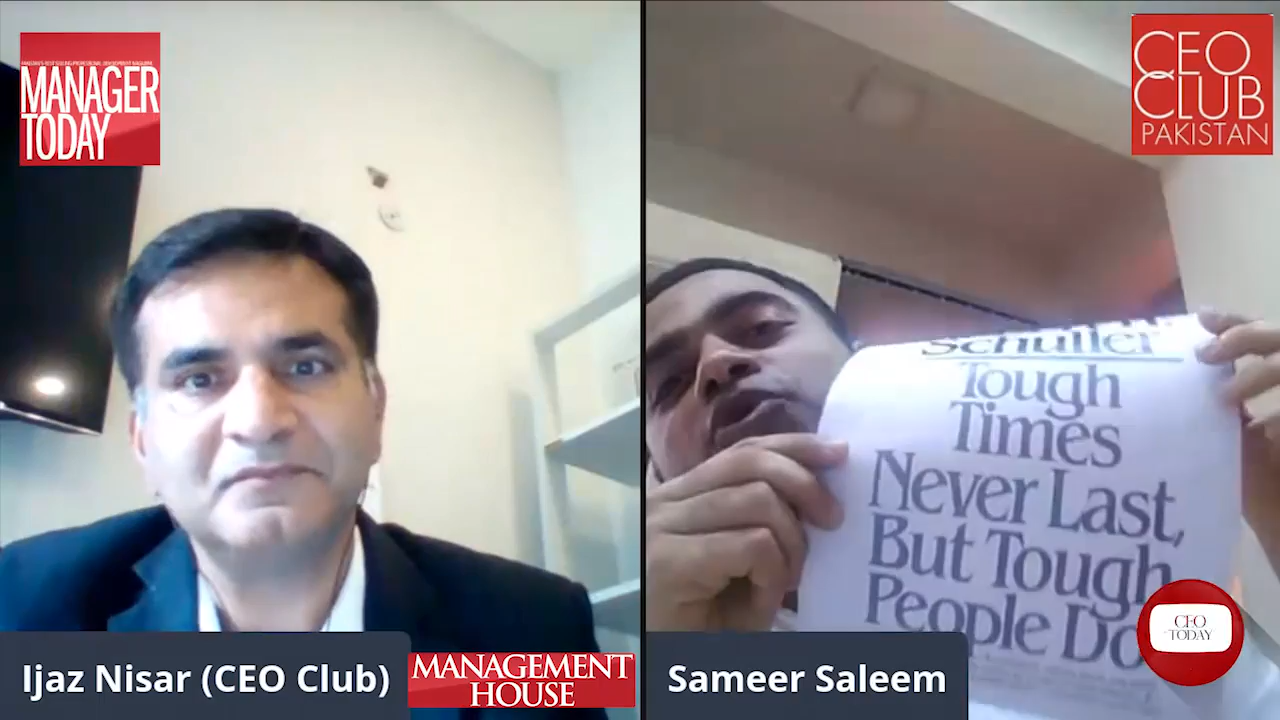 MANAGER
TODAY
CEO
CLUB
PAKISTAN
Schuller
Tough
Times
Never Last,
But Tough
People Do
CEO
TODAY
Ijaz Nisar (CEO Club)
MANAGEMENT
HOUSE
Sameer Saleem